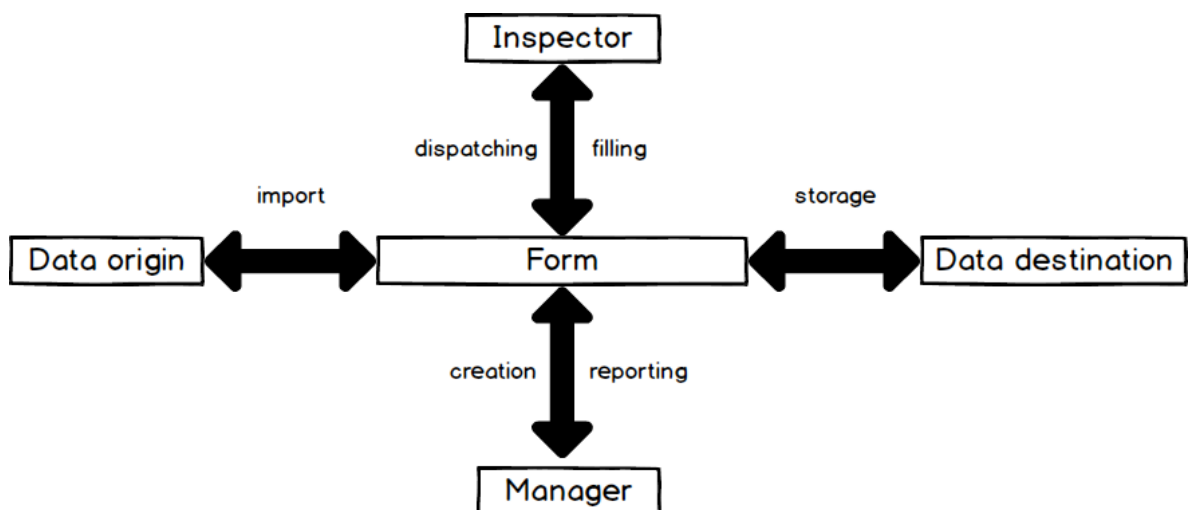 Inspector
dispatching filling
import
storage
Data origin
Form
Data destination
creation reporting
Manager